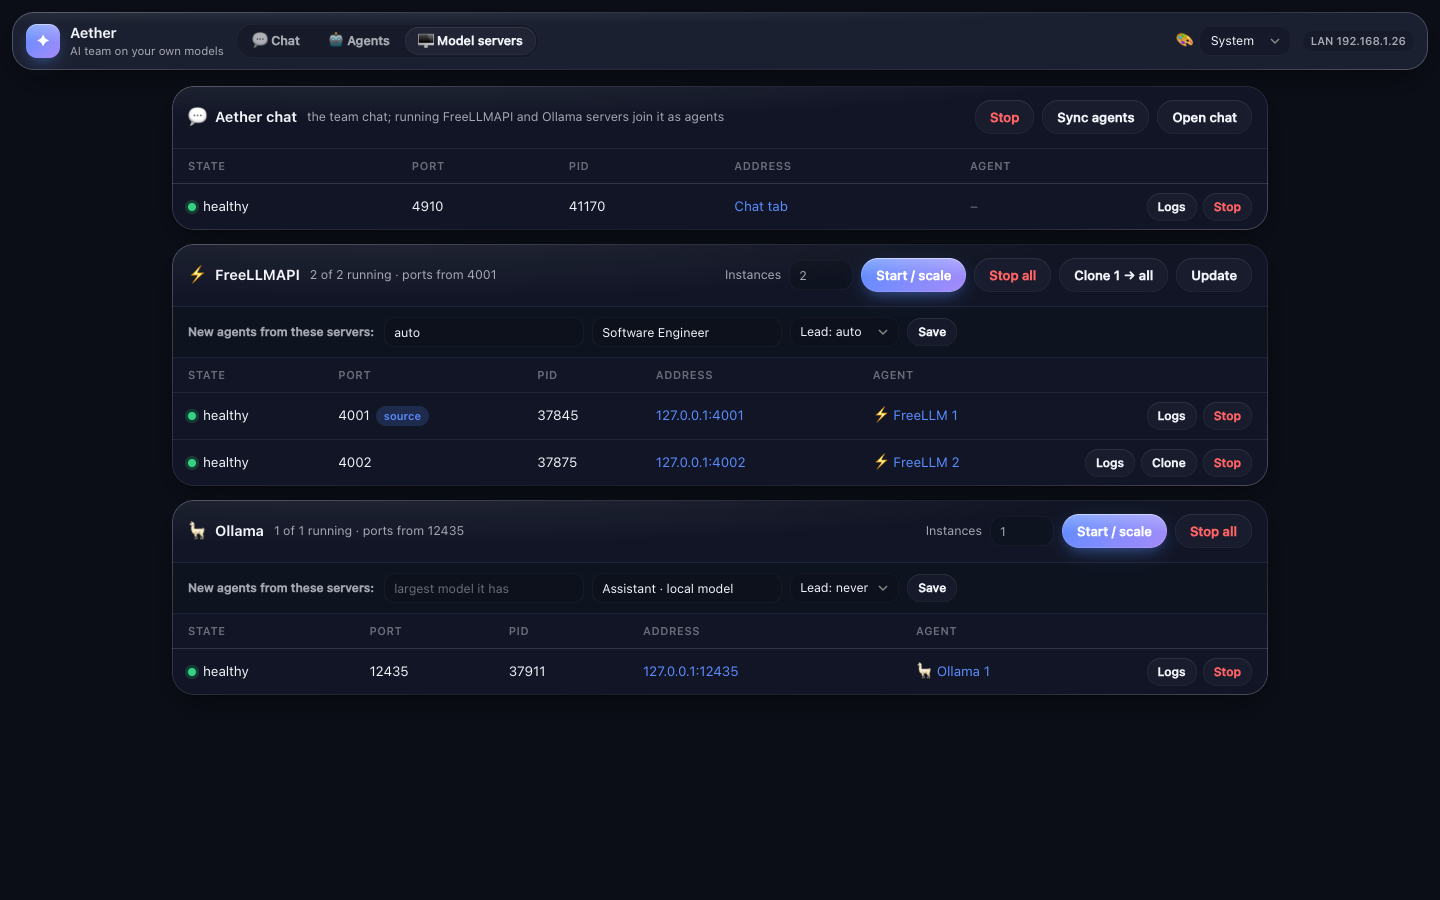 Aether
AI team on your own models
💬 Chat
🤖 Agents
🖥️ Model servers
🎨 System
LAN 192.168.1.26
💬 Aether chat the team chat; running FreeLLMAPI and Ollama servers join it as agents Stop Sync agents Open chat
STATE PORT PID ADDRESS AGENT
healthy 4910 41170 Chat tab – Logs Stop
⚡ FreeLLMAPI 2 of 2 running · ports from 4001 Instances 2 Start / scale Stop all Clone 1 → all Update
New agents from these servers: auto Software Engineer Lead: auto Save
STATE PORT PID ADDRESS AGENT
healthy 4001 source 37845 127.0.0.1:4001 ⚡ FreeLLM 1 Logs Stop
healthy 4002 37875 127.0.0.1:4002 ⚡ FreeLLM 2 Logs Clone Stop
🦙 Ollama 1 of 1 running · ports from 12435 Instances 1 Start / scale Stop all
New agents from these servers: largest model it has Assistant · local model Lead: never Save
STATE PORT PID ADDRESS AGENT
healthy 12435 37911 127.0.0.1:12435 🦙 Ollama 1 Logs Stop